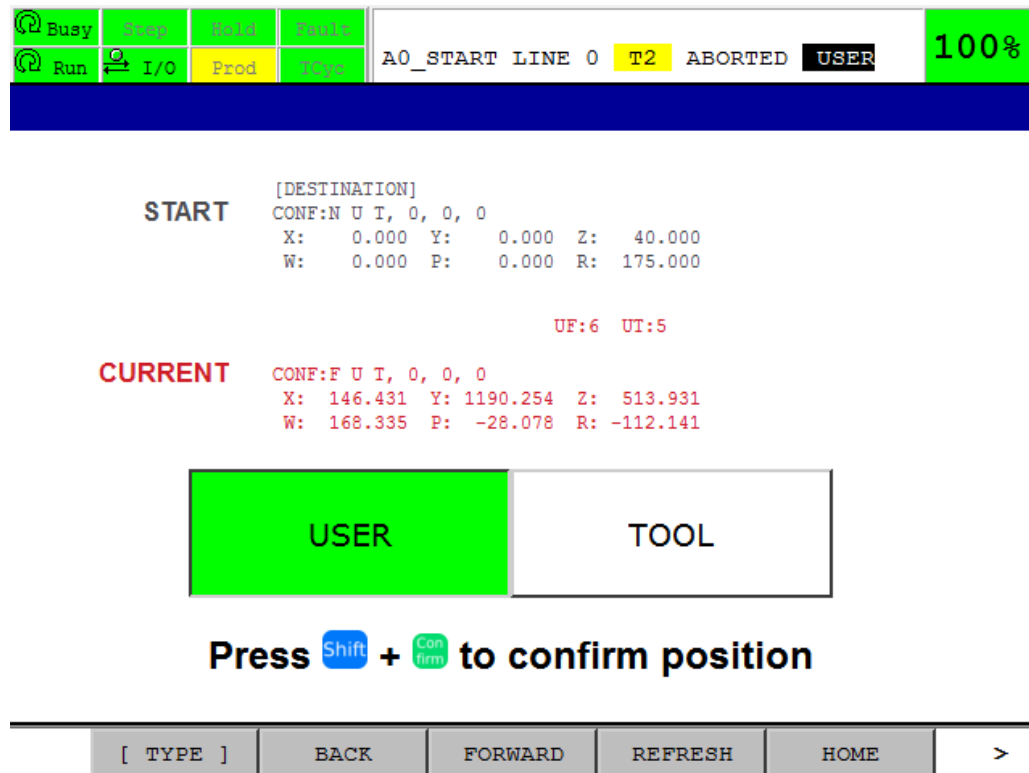 Busy Step Hold Fault
Run I/O Prod TCyc
A0_START LINE 0 T2 ABORTED USER
100%
START
[DESTINATION]
CONF:N U T, 0, 0, 0
X: 0.000 Y: 0.000 Z: 40.000
W: 0.000 P: 0.000 R: 175.000
UF:6 UT:5
CURRENT
CONF:F U T, 0, 0, 0
X: 146.431 Y: 1190.254 Z: 513.931
W: 168.335 P: -28.078 R: -112.141
USER TOOL
Press Shift + Con firm to confirm position
[ TYPE ] BACK FORWARD REFRESH HOME >